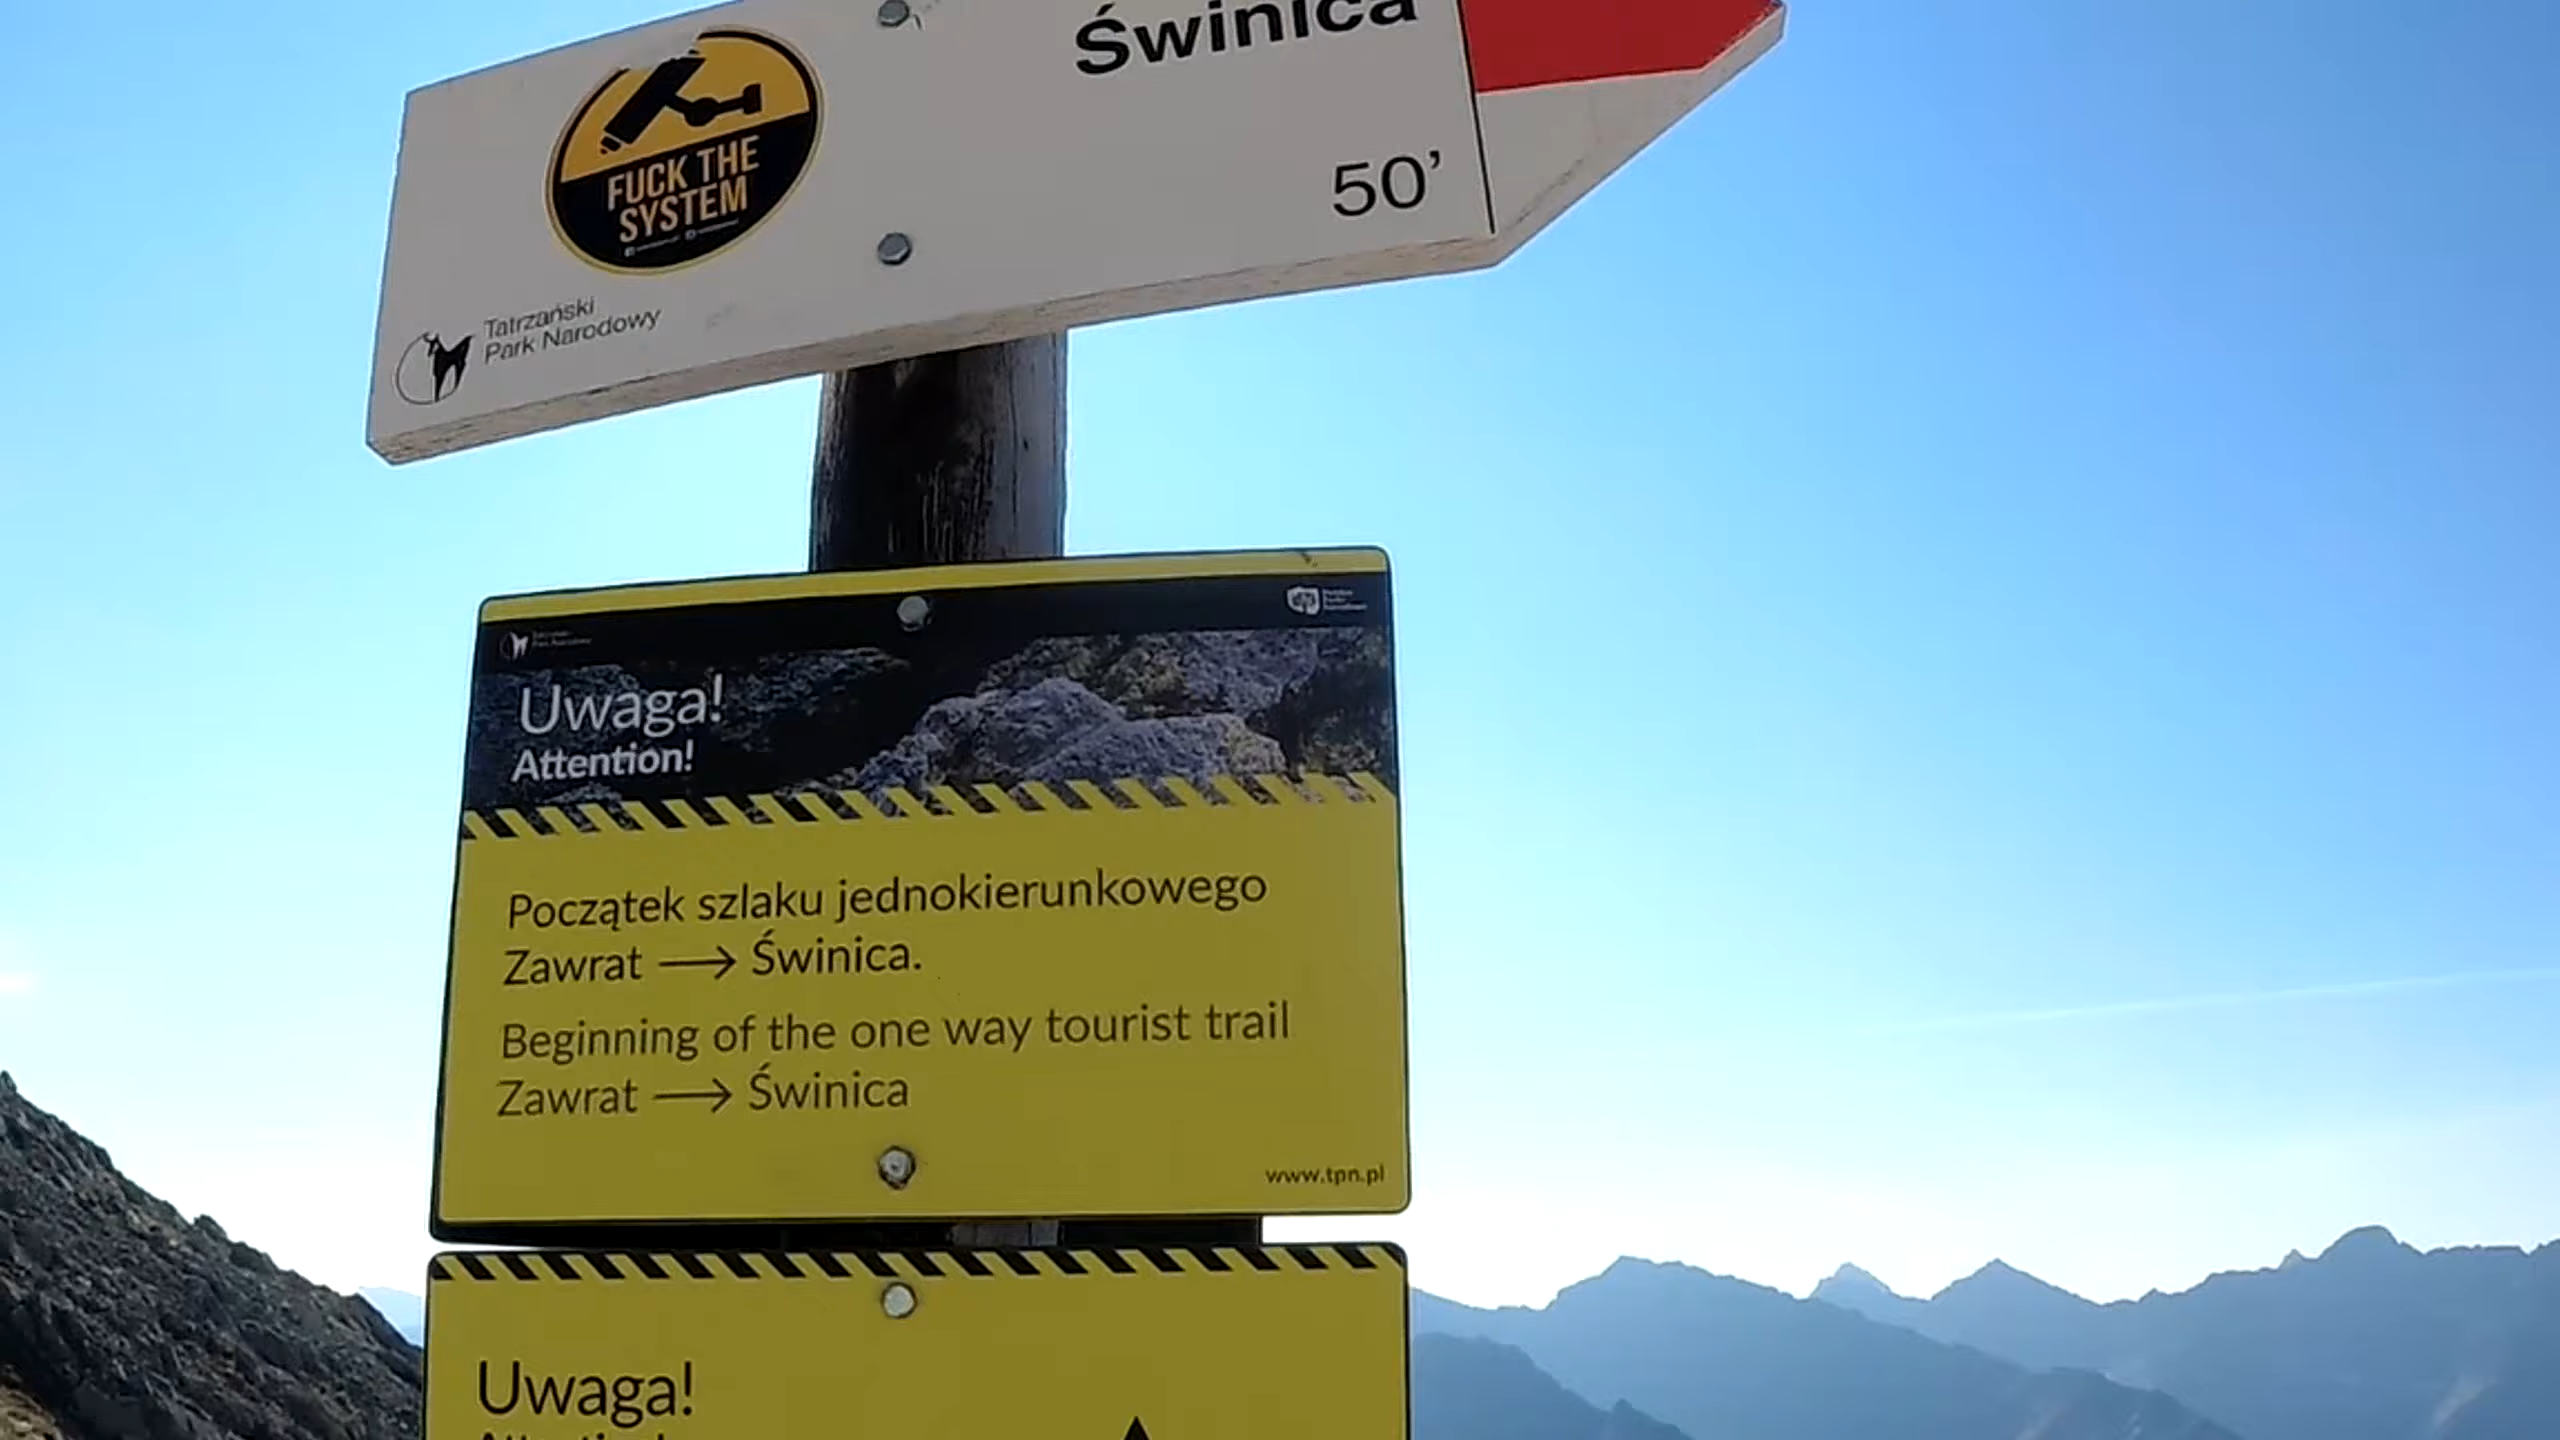 Świnica
FUCK THE
SYSTEM
50’
Tatrzański
Park Narodowy
Uwaga!
Attention!
Początek szlaku jednokierunkowego
Zawrat → Świnica.
Beginning of the one way tourist trail
Zawrat → Świnica
www.tpn.pl
Uwaga!